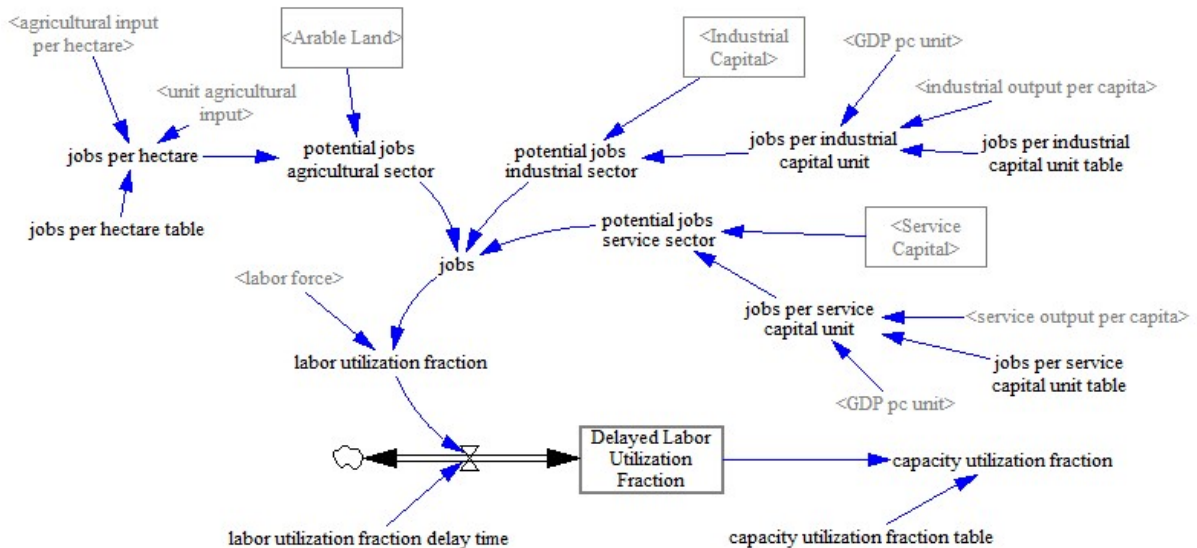 <agricultural input
per hectare>
<Arable Land>
<Industrial
Capital>
<GDP pc unit>
<unit agricultural
input>
<industrial output per capita>
jobs per hectare
potential jobs
agricultural sector
potential jobs
industrial sector
jobs per industrial
capital unit
jobs per industrial
capital unit table
jobs per hectare table
potential jobs
service sector
<Service
Capital>
jobs
<labor force>
jobs per service
capital unit
<service output per capita>
labor utilization fraction
jobs per service
capital unit table
<GDP pc unit>
Delayed Labor
Utilization
Fraction
capacity utilization fraction
labor utilization fraction delay time
capacity utilization fraction table